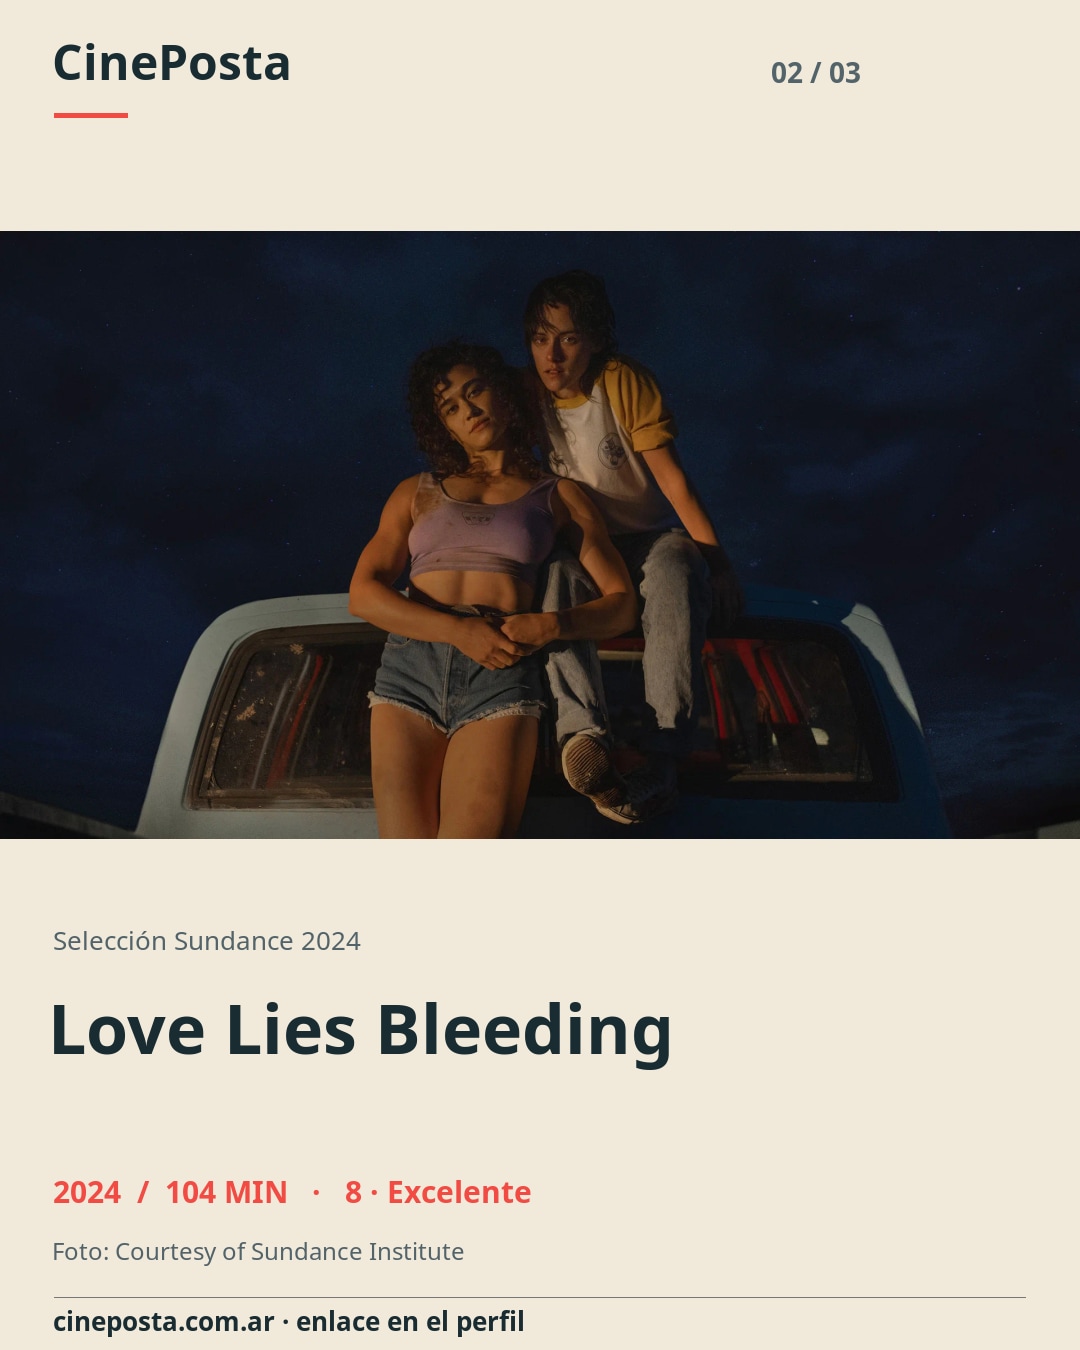 CinePosta
02 / 03
Selección Sundance 2024
Love Lies Bleeding
2024 / 104 MIN · 8 · Excelente
Foto: Courtesy of Sundance Institute
cineposta.com.ar · enlace en el perfil